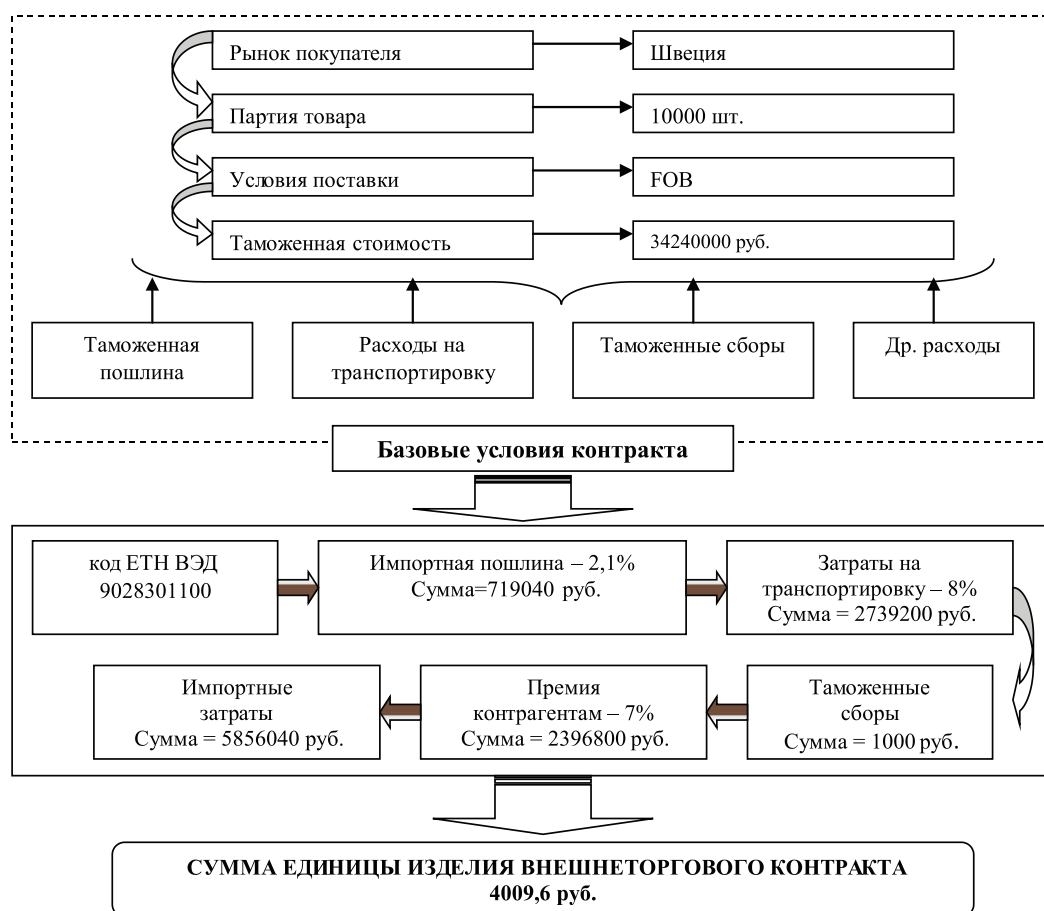 Рынок покупателя
Швеция
Партия товара
10000 шт.
Условия поставки
FOB
Таможенная стоимость
34240000 руб.
Таможенная
пошлина
Расходы на
транспортировку
Таможенные сборы
Др. расходы
Базовые условия контракта
код ЕТН ВЭД
9028301100
Импортная пошлина – 2,1%
Сумма=719040 руб.
Затраты на
транспортировку – 8%
Сумма = 2739200 руб.
Импортные
затраты
Сумма = 5856040 руб.
Премия
контрагентам – 7%
Сумма = 2396800 руб.
Таможенные
сборы
Сумма = 1000 руб.
СУММА ЕДИНИЦЫ ИЗДЕЛИЯ ВНЕШНЕТОРГОВОГО КОНТРАКТА
4009,6 руб.